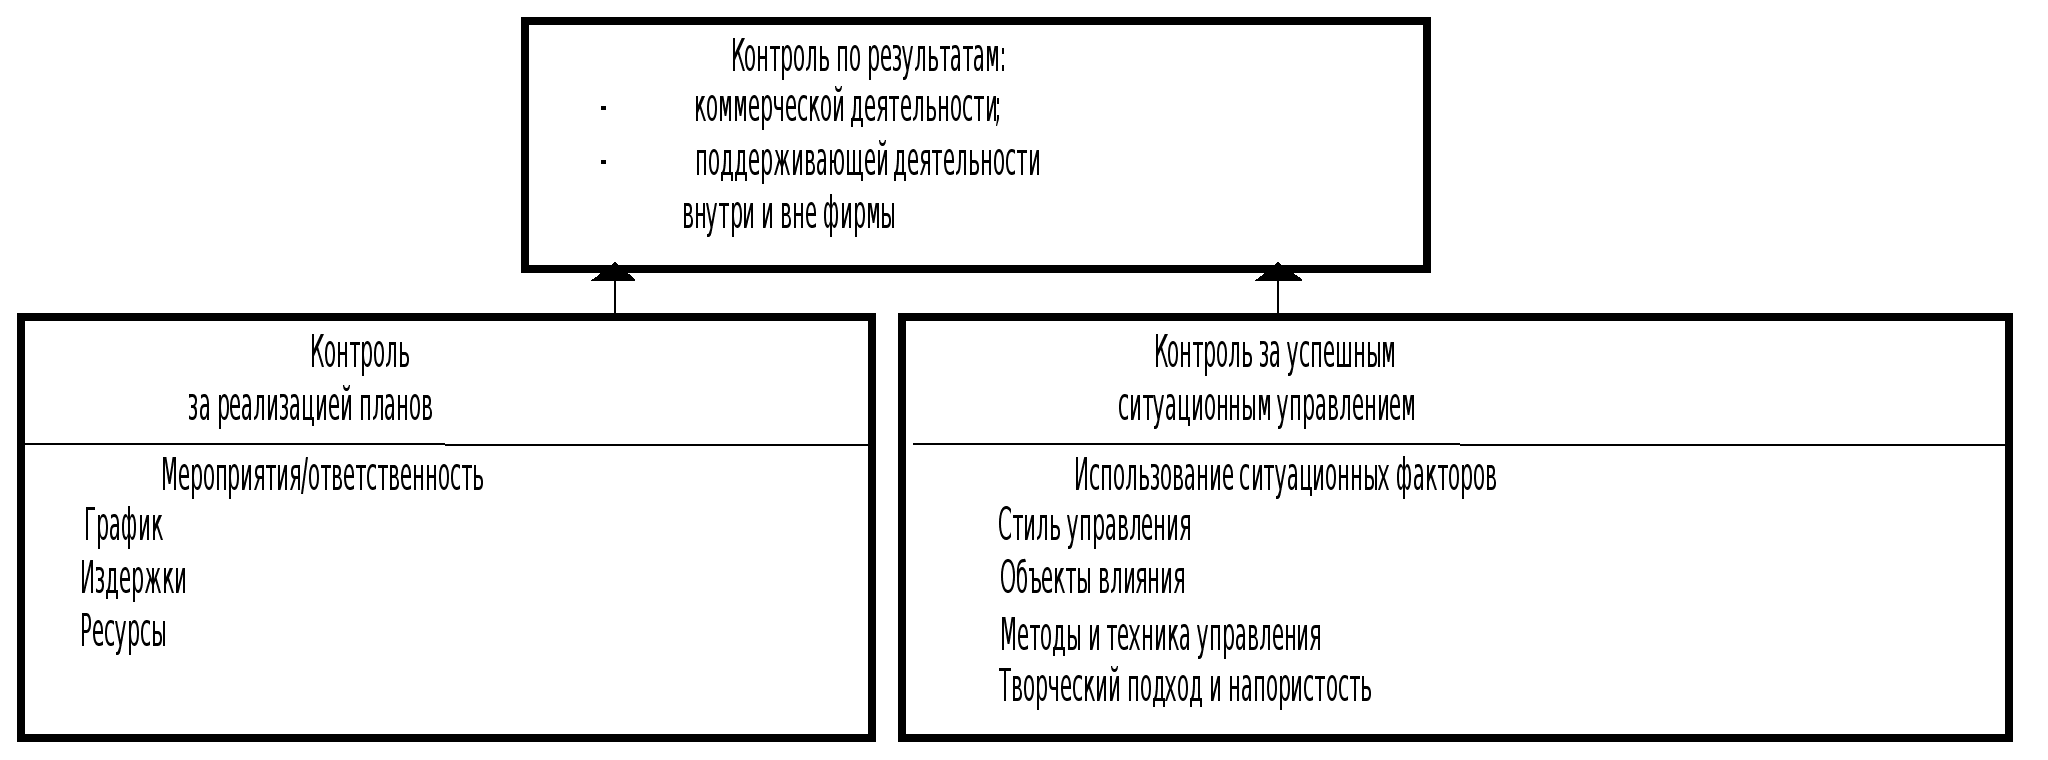 Контроль по результатам:
- коммерческой деятельности;
- поддерживающей деятельности
внутри и вне фирмы
Контроль
за реализацией планов
Мероприятия/ответственность
График
Издержки
Ресурсы
Контроль за успешным
ситуационным управлением
Использование ситуационных факторов
Стиль управления
Объекты влияния
Методы и техника управления
Творческий подход и напористость